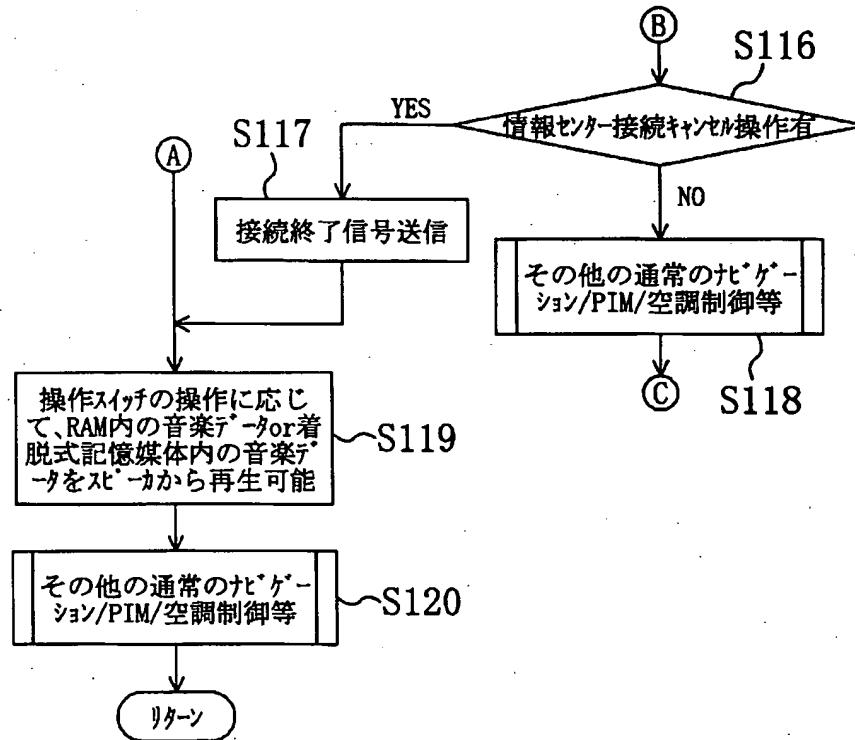 B
S116
情報センター接続キャンセル操作有
YES
NO
S117
A
接続終了信号送信
その他の通常のナビゲー
ション/PIM/空調制御等
S118
C
操作スイッチの操作に応じ
て、RAM内の音楽データor着
脱式記憶媒体内の音楽デ
ータをスピーカから再生可能
S119
その他の通常のナビゲー
ション/PIM/空調制御等
S120
リターン